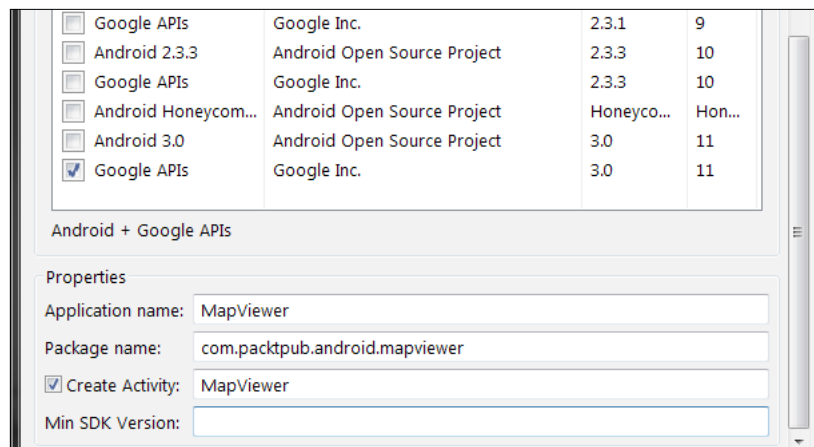 Google APIs Google Inc. 2.3.1 9
Android 2.3.3 Android Open Source Project 2.3.3 10
Google APIs Google Inc. 2.3.3 10
Android Honeycom... Android Open Source Project Honeyco... Hon...
Android 3.0 Android Open Source Project 3.0 11
Google APIs Google Inc. 3.0 11
Android + Google APIs
Properties
Application name: MapViewer
Package name: com.packtpub.android.mapviewer
Create Activity: MapViewer
Min SDK Version: